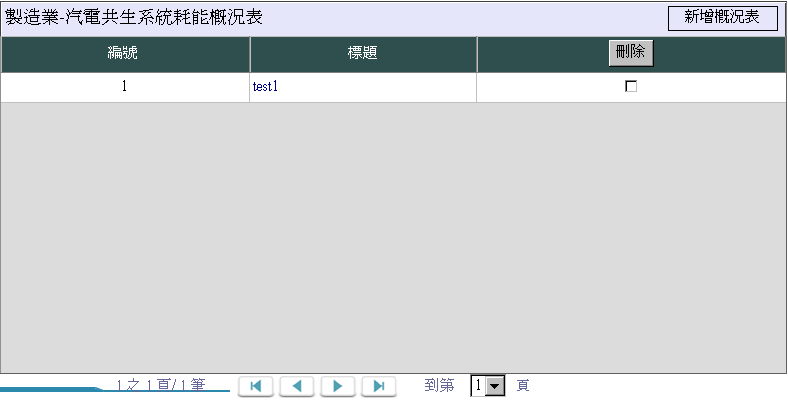 製造業-汽電共生系統耗能概況表 新增概況表
編號 標題 刪除
1 test1
1 之 1 頁/ 1 筆 到第 1 頁